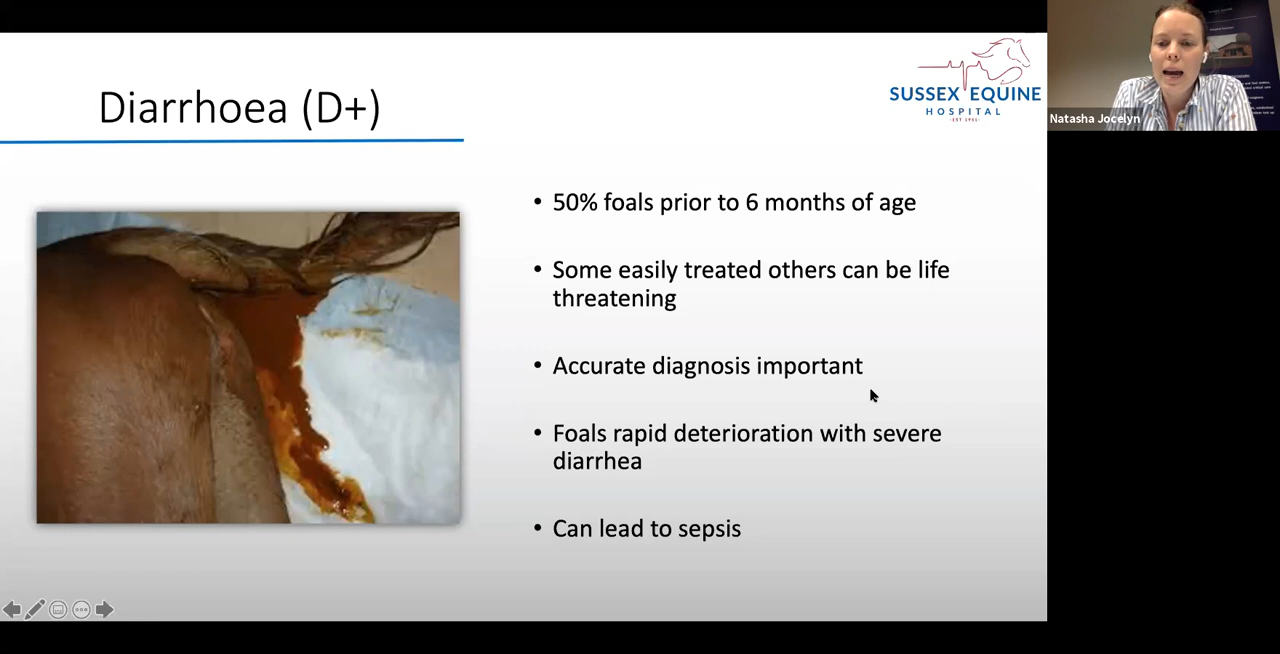 Diarrhoea (D+)
SUSSEX EQUINE
HOSPITAL
Natasha Jocelyn
• 50% foals prior to 6 months of age
• Some easily treated others can be life
threatening
• Accurate diagnosis important
• Foals rapid deterioration with severe
diarrhea
• Can lead to sepsis